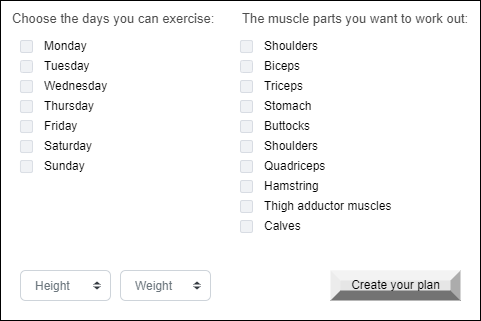 Choose the days you can exercise:
Monday
Tuesday
Wednesday
Thursday
Friday
Saturday
Sunday
The muscle parts you want to work out:
Shoulders
Biceps
Triceps
Stomach
Buttocks
Shoulders
Quadriceps
Hamstring
Thigh adductor muscles
Calves
Height
Weight
Create your plan